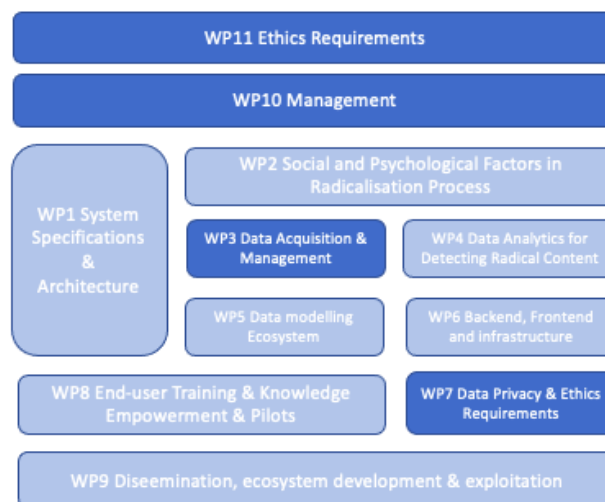 WP11 Ethics Requirements
WP10 Management
WP2 Social and Psychological Factors in
Radicalisation Process
WP1 System
Specifications
&
Architecture
WP3 Data Acquisition &
Management
WP4 Data Analytics for
Detecting Radical Content
WP5 Data modelling
Ecosystem
WP6 Backend, Frontend
and infrastructure
WP8 End-user Training & Knowledge
Empowerment & Pilots
WP7 Data Privacy & Ethics
Requirements
WP9 Diseemination, ecosystem development & exploitation